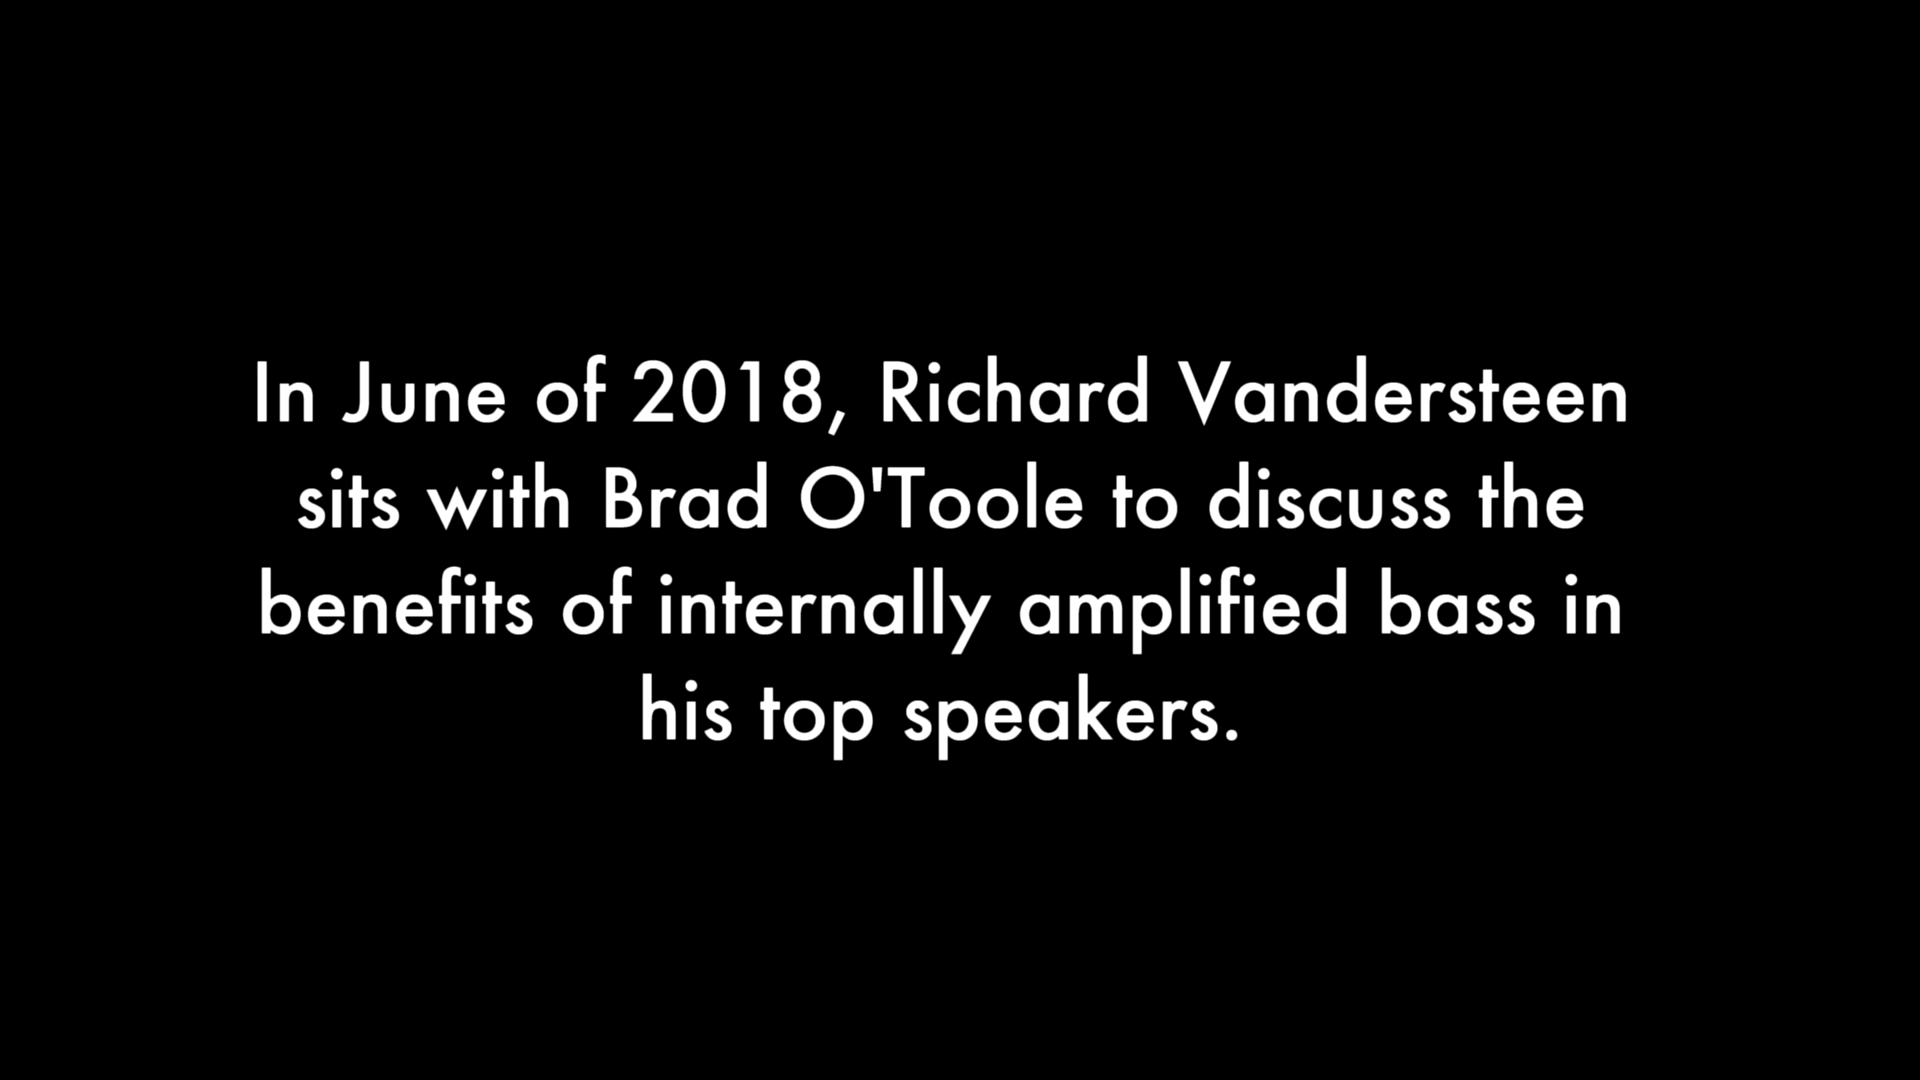 In June of 2018, Richard Vandersteen
sits with Brad O'Toole to discuss the
benefits of internally amplified bass in
his top speakers.